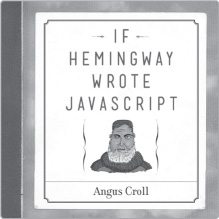 IF
HEMINGWAY
WROTE
JAVASCRIPT
Angus Croll